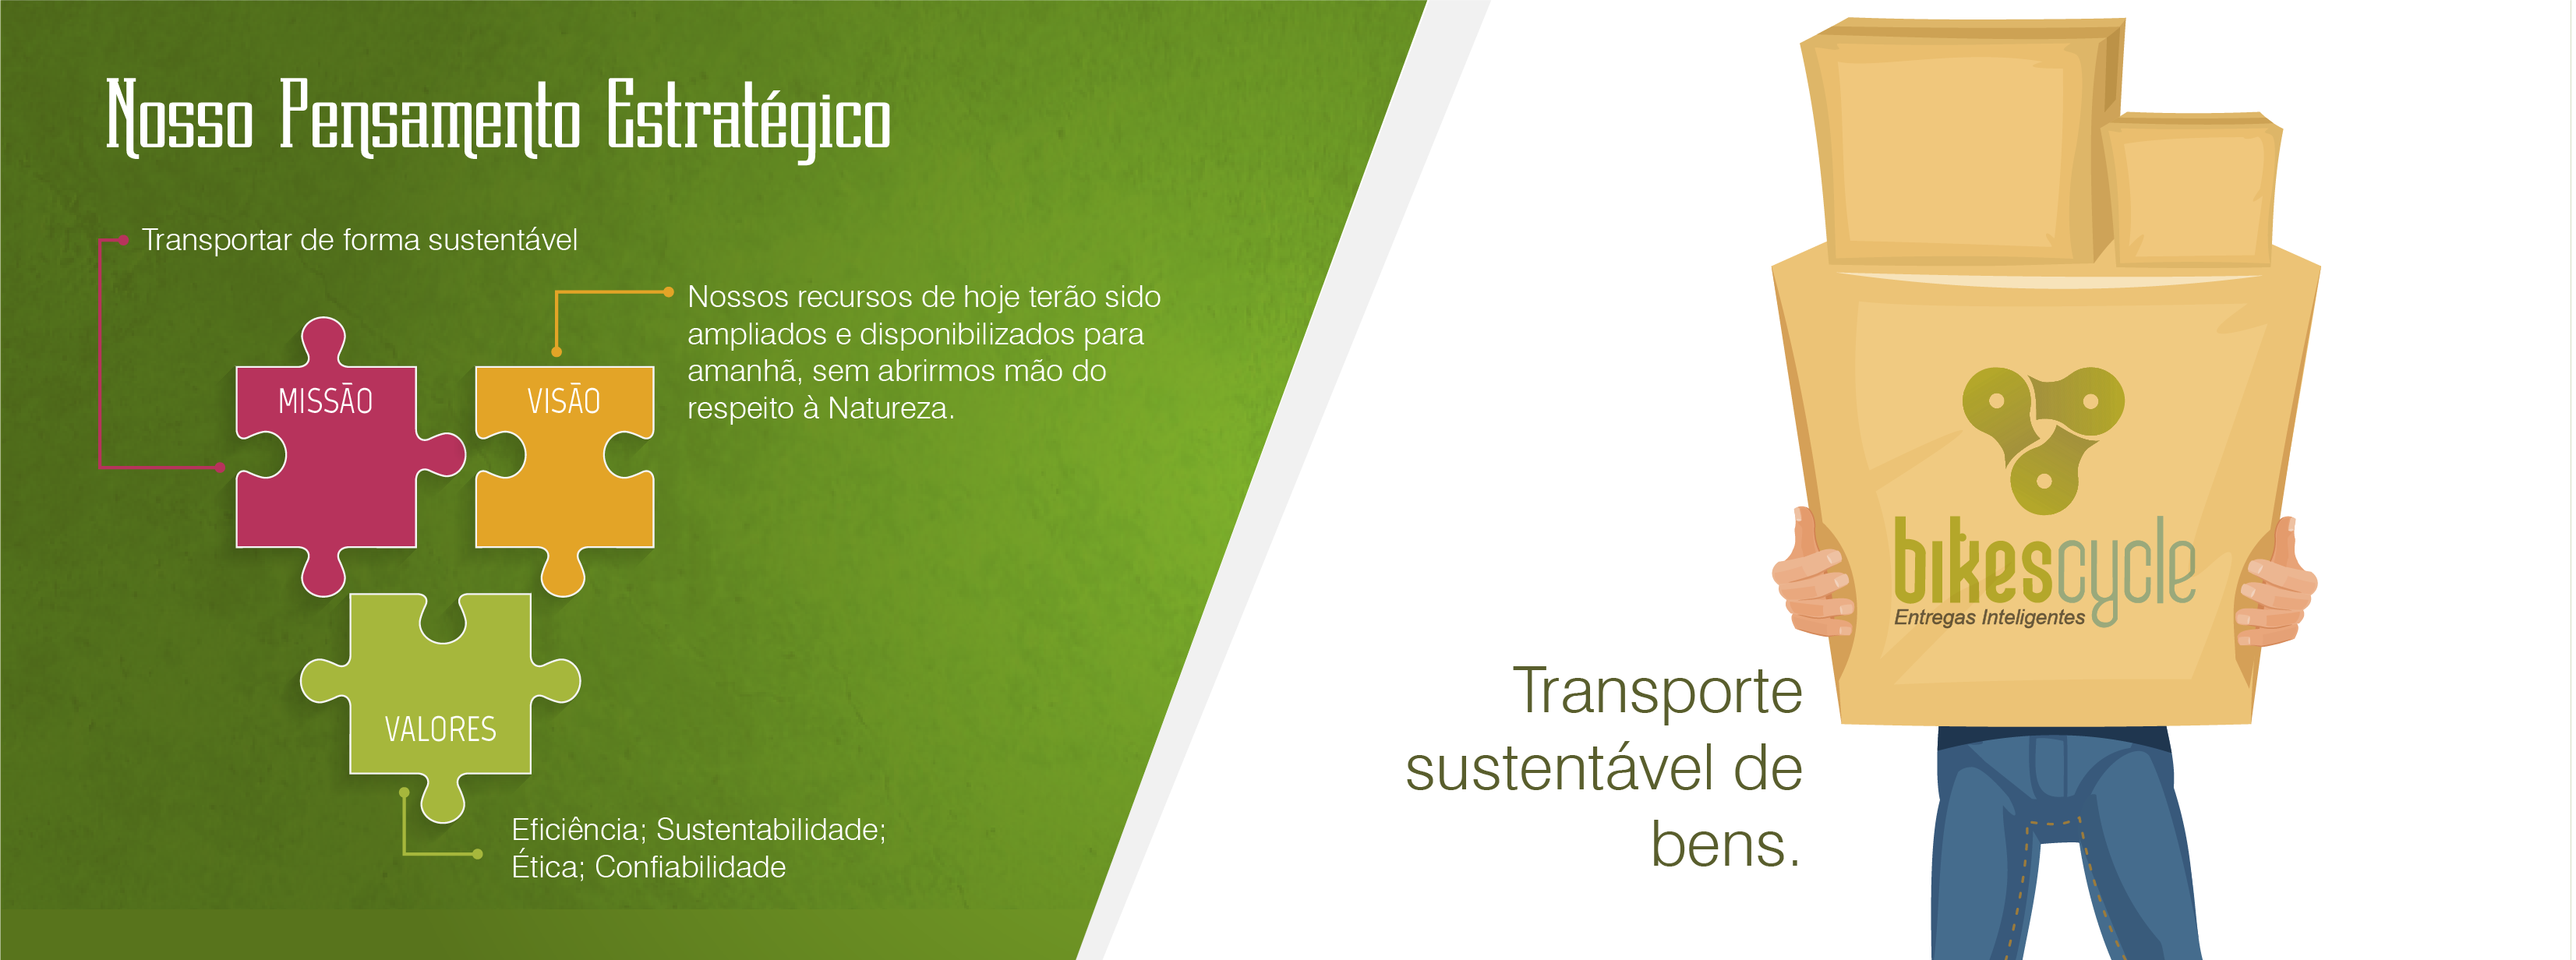 Nosso Pensamento Estratégico
Transportar de forma sustentável
Nossos recursos de hoje terão sido
ampliados e disponibilizados para
amanhã, sem abrirmos mão do
respeito à Natureza.
MISSÃO
VISÃO
VALORES
Eficiência; Sustentabilidade;
Ética; Confiabilidade
bikescycle
Entregas Inteligentes
Transporte
sustentável de
bens.